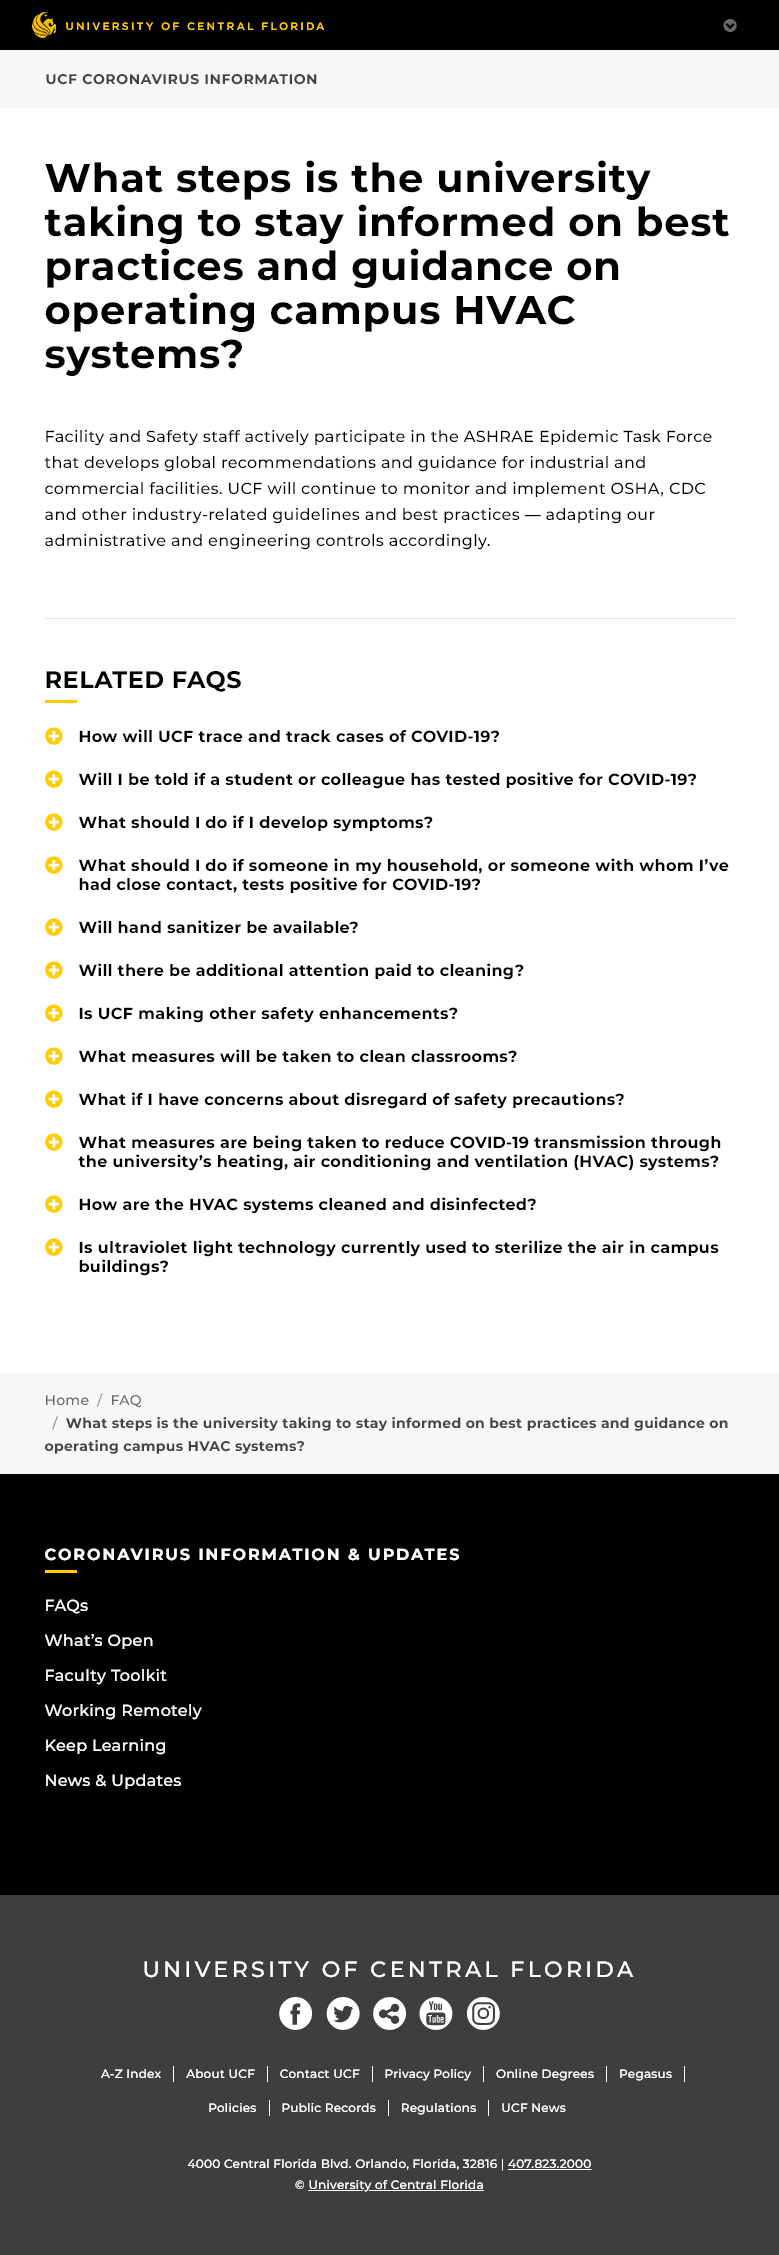 UNIVERSITY OF CENTRAL FLORIDA
UCF CORONAVIRUS INFORMATION
What steps is the university
taking to stay informed on best
practices and guidance on
operating campus HVAC
systems?
Facility and Safety staff actively participate in the ASHRAE Epidemic Task Force
that develops global recommendations and guidance for industrial and
commercial facilities. UCF will continue to monitor and implement OSHA, CDC
and other industry-related guidelines and best practices — adapting our
administrative and engineering controls accordingly.
RELATED FAQS
How will UCF trace and track cases of COVID-19?
Will I be told if a student or colleague has tested positive for COVID-19?
What should I do if I develop symptoms?
What should I do if someone in my household, or someone with whom I’ve
had close contact, tests positive for COVID-19?
Will hand sanitizer be available?
Will there be additional attention paid to cleaning?
Is UCF making other safety enhancements?
What measures will be taken to clean classrooms?
What if I have concerns about disregard of safety precautions?
What measures are being taken to reduce COVID-19 transmission through
the university’s heating, air conditioning and ventilation (HVAC) systems?
How are the HVAC systems cleaned and disinfected?
Is ultraviolet light technology currently used to sterilize the air in campus
buildings?
Home / FAQ
/ What steps is the university taking to stay informed on best practices and guidance on
operating campus HVAC systems?
CORONAVIRUS INFORMATION & UPDATES
FAQs
What’s Open
Faculty Toolkit
Working Remotely
Keep Learning
News & Updates
UNIVERSITY OF CENTRAL FLORIDA
You
Tube
A-Z Index | About UCF | Contact UCF | Privacy Policy | Online Degrees | Pegasus |
Policies | Public Records | Regulations | UCF News
4000 Central Florida Blvd. Orlando, Florida, 32816 | 407.823.2000
© University of Central Florida